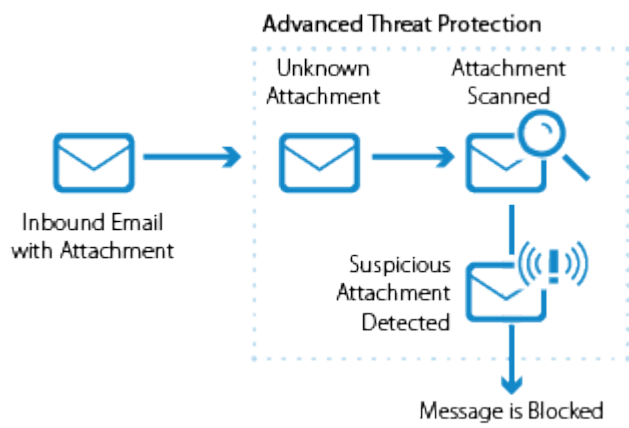 Advanced Threat Protection
Unknown
Attachment
Attachment
Scanned
Inbound Email
with Attachment
Suspicious
Attachment
Detected
Message is Blocked